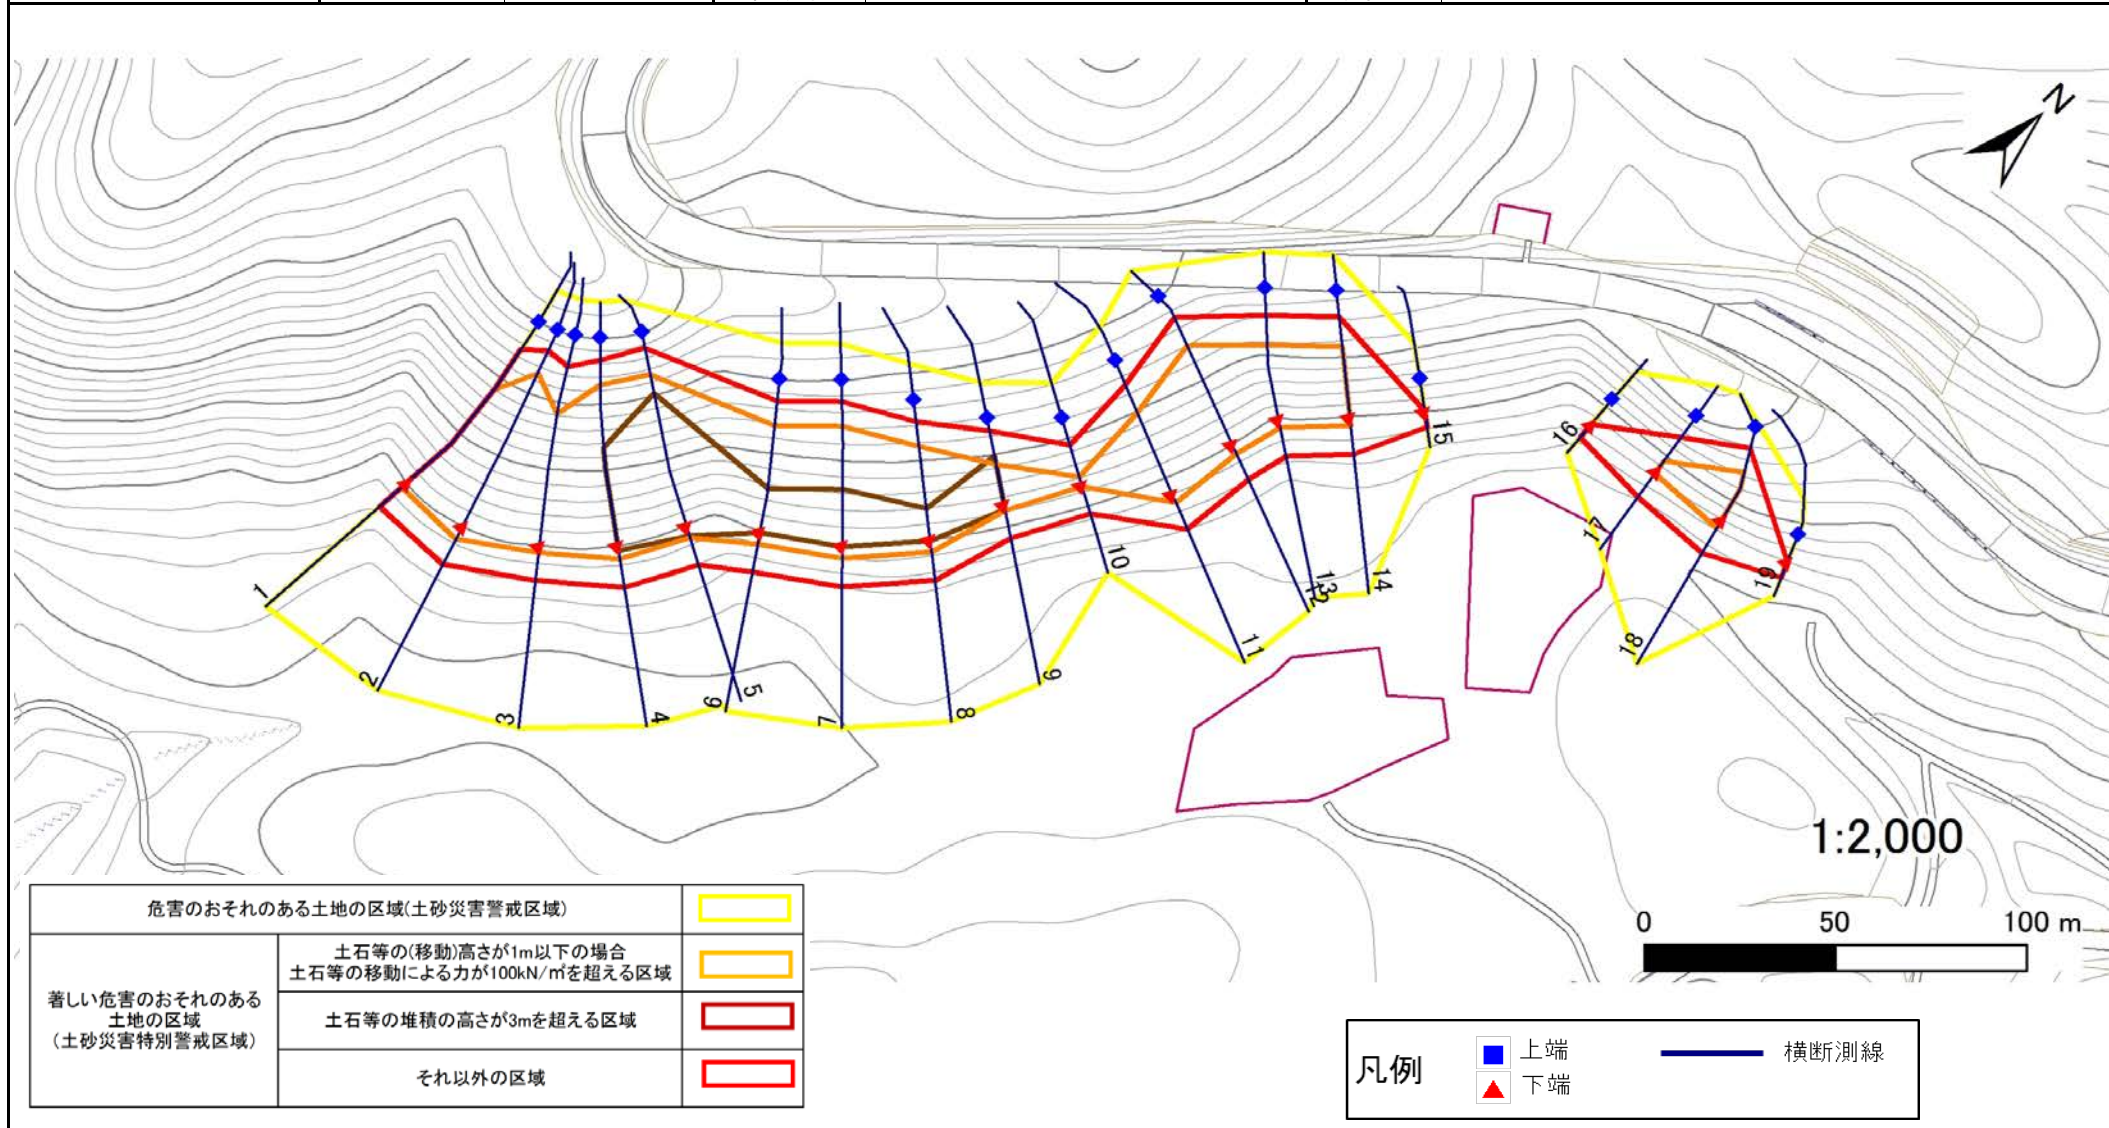 N
1
2
3
4
5
6
7
8
9
10
11
12
13
14
15
16
17
18
19
1:2,000
0 50 100 m
危害のおそれのある土地の区域(土砂災害警戒区域)
著しい危害のおそれのある
土地の区域
(土砂災害特別警戒区域)
土石等の(移動)高さが1m以下の場合
土石等の移動による力が100kN/㎡を超える区域
土石等の堆積の高さが3mを超える区域
それ以外の区域
凡例
上端
下端
横断測線